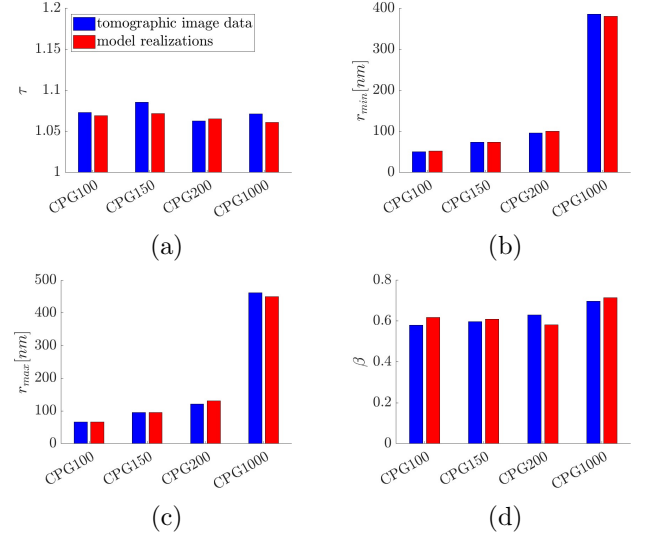 1.2
1.15
1.1
1.05
1
τ
tomographic image data
model realizations
CPG100
CPG150
CPG200
CPG1000
(a)
400
300
200
100
0
r_min[nm]
CPG100
CPG150
CPG200
CPG1000
(b)
500
400
300
200
100
0
r_max[nm]
CPG100
CPG150
CPG200
CPG1000
(c)
0.8
0.6
0.4
0.2
0
β
CPG100
CPG150
CPG200
CPG1000
(d)